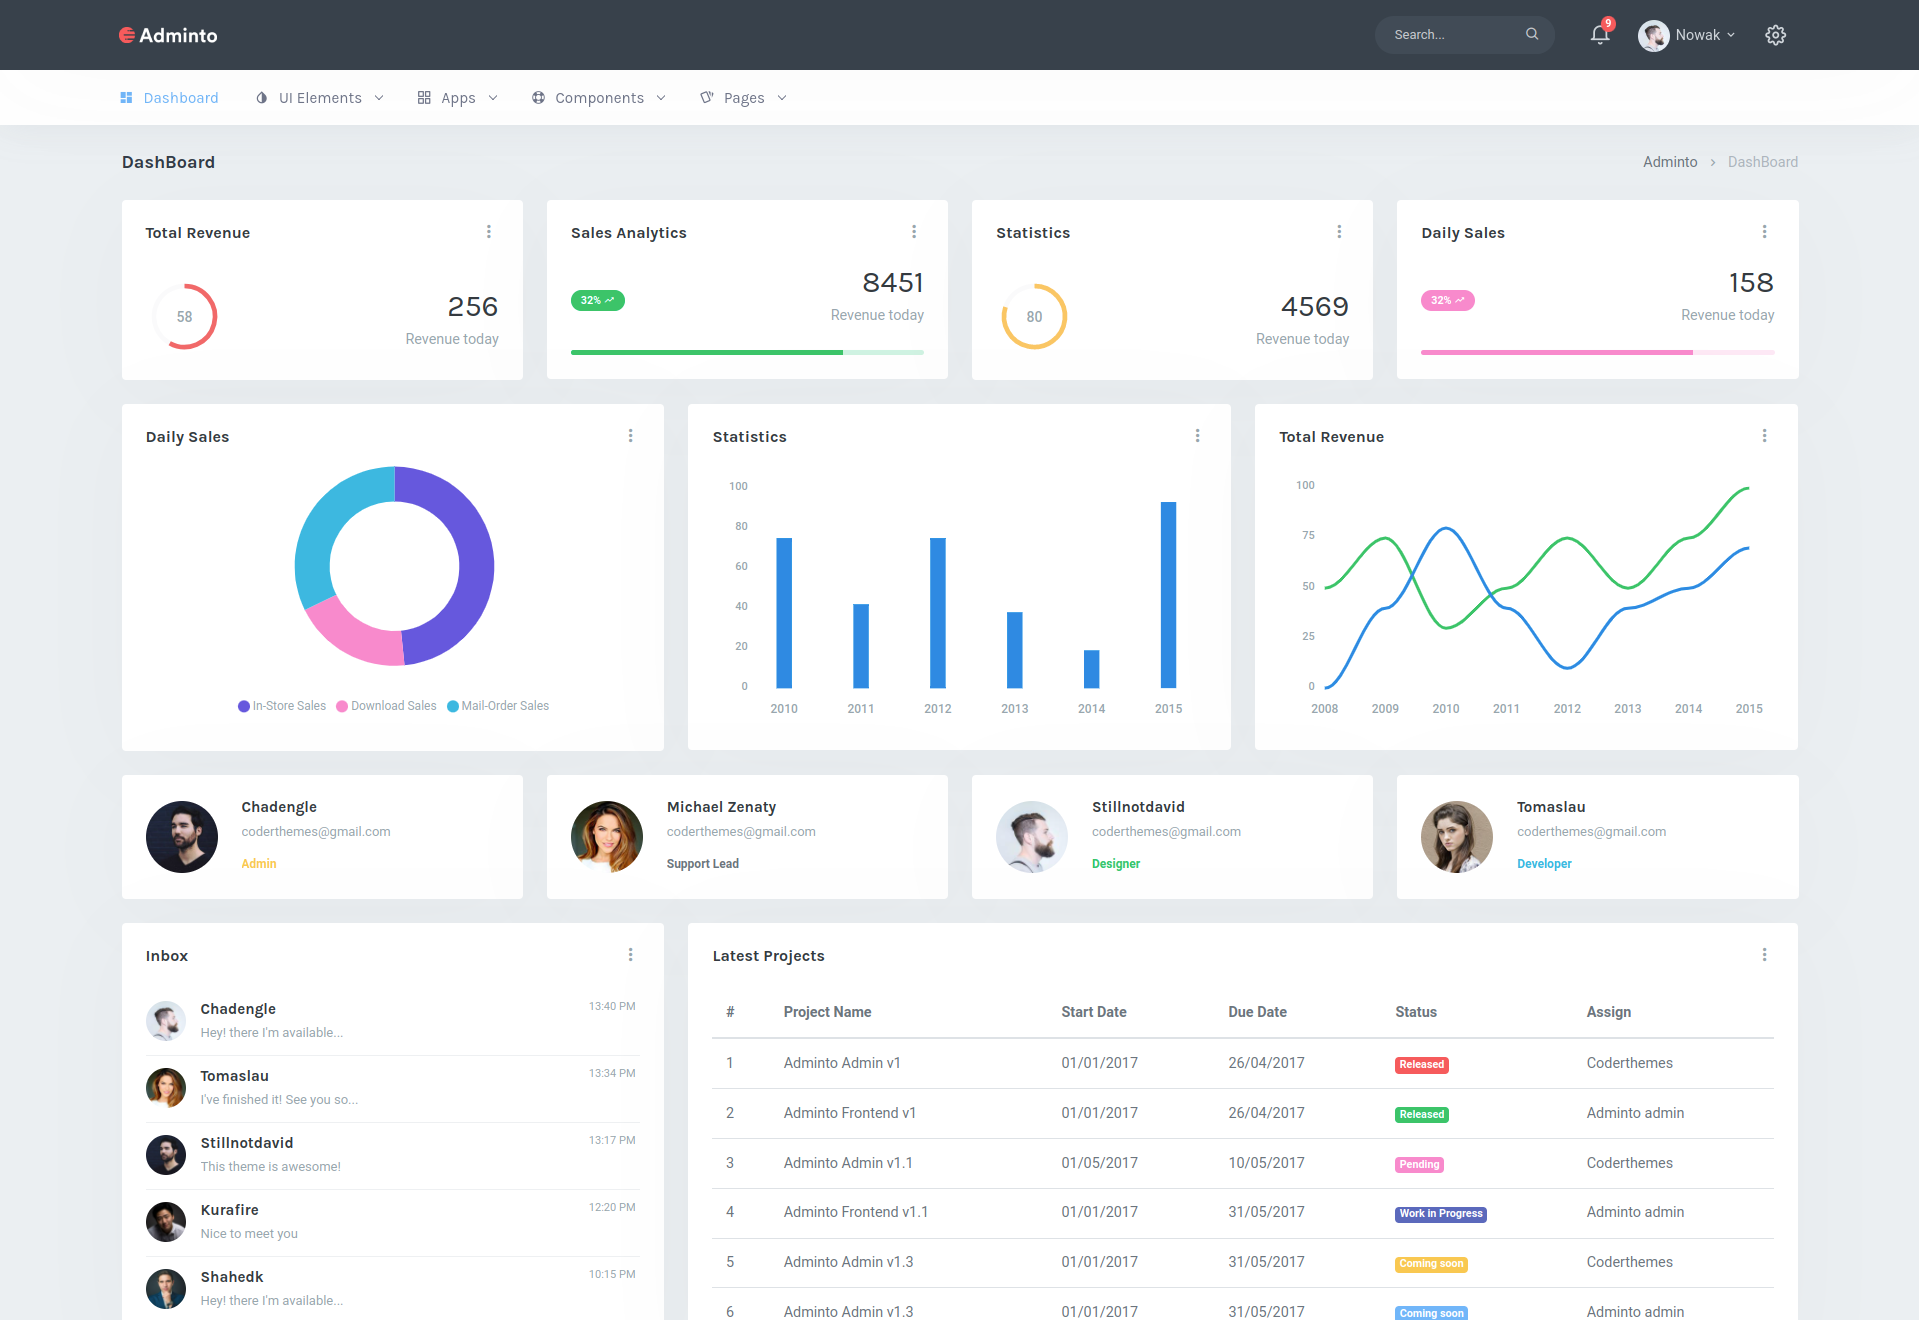 Adminto
Search...
9
Nowak
Dashboard
UI Elements
Apps
Components
Pages
DashBoard
Adminto > DashBoard
Total Revenue
58
256
Revenue today
Sales Analytics
32%
8451
Revenue today
Statistics
80
4569
Revenue today
Daily Sales
32%
158
Revenue today
Daily Sales
In-Store Sales
Download Sales
Mail-Order Sales
Statistics
100
80
60
40
20
0
2010 2011 2012 2013 2014 2015
Total Revenue
100
75
50
25
0
2008 2009 2010 2011 2012 2013 2014 2015
Chadengle
coderthemes@gmail.com
Admin
Michael Zenaty
coderthemes@gmail.com
Support Lead
Stillnotdavid
coderthemes@gmail.com
Designer
Tomaslau
coderthemes@gmail.com
Developer
Inbox
Chadengle 13:40 PM
Hey! there I'm available...
Tomaslau 13:34 PM
I've finished it! See you so...
Stillnotdavid 13:17 PM
This theme is awesome!
Kurafire 12:20 PM
Nice to meet you
Shahedk 10:15 PM
Hey! there I'm available...
Latest Projects
# Project Name Start Date Due Date Status Assign
1 Adminto Admin v1 01/01/2017 26/04/2017 Released Coderthemes
2 Adminto Frontend v1 01/01/2017 26/04/2017 Released Adminto admin
3 Adminto Admin v1.1 01/05/2017 10/05/2017 Pending Coderthemes
4 Adminto Frontend v1.1 01/01/2017 31/05/2017 Work in Progress Adminto admin
5 Adminto Admin v1.3 01/01/2017 31/05/2017 Coming soon Coderthemes
6 Adminto Admin v1.3 01/01/2017 31/05/2017 Coming soon Adminto admin